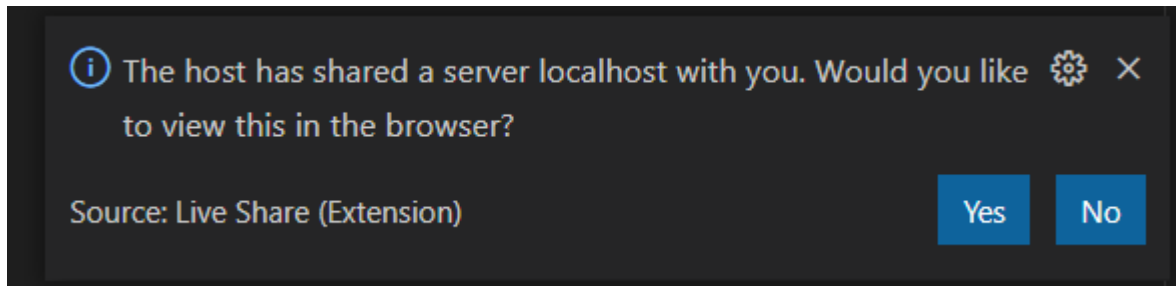 The host has shared a server localhost with you. Would you like
to view this in the browser?
Source: Live Share (Extension)
Yes
No